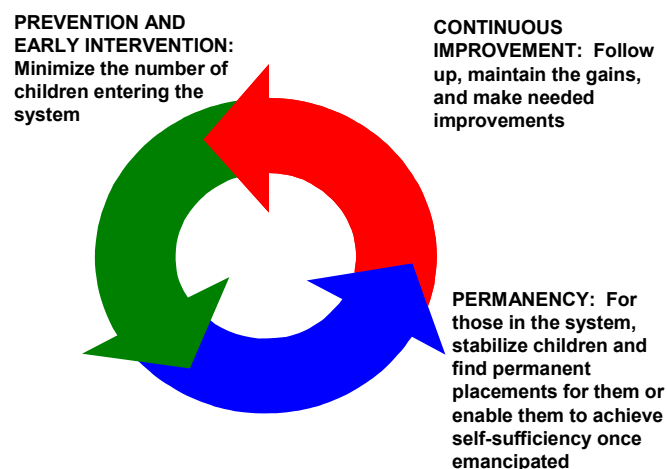 PREVENTION AND
EARLY INTERVENTION:
Minimize the number of
children entering the
system
CONTINUOUS
IMPROVEMENT:  Follow
up, maintain the gains,
and make needed
improvements
PERMANENCY:  For
those in the system,
stabilize children and
find permanent
placements for them or
enable them to achieve
self-sufficiency once
emancipated